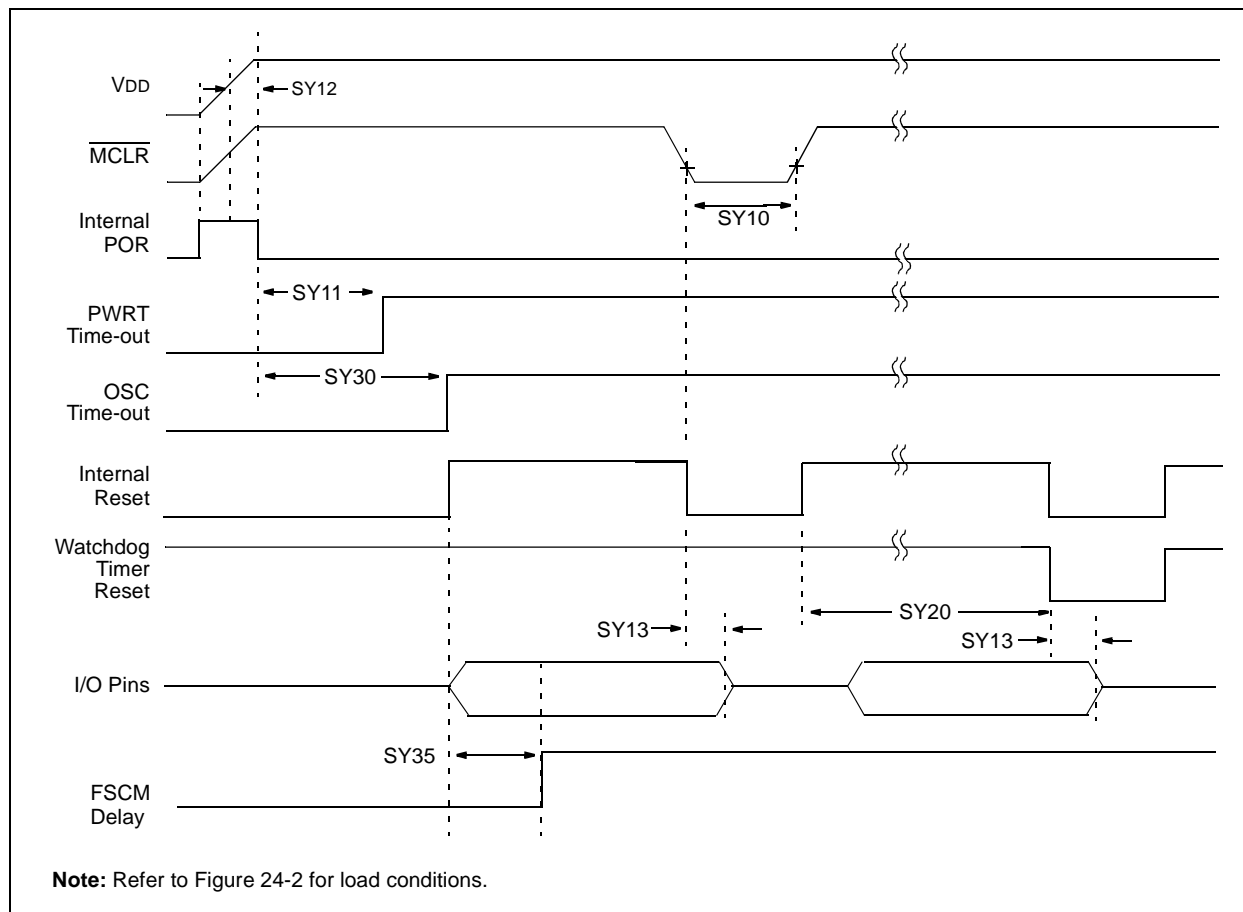 VDD
SY12
MCLR
SY10
Internal
POR
SY11
PWRT
Time-out
SY30
OSC
Time-out
Internal
Reset
Watchdog
Timer
Reset
SY20
SY13
SY13
I/O Pins
SY35
FSCM
Delay
Note: Refer to Figure 24-2 for load conditions.